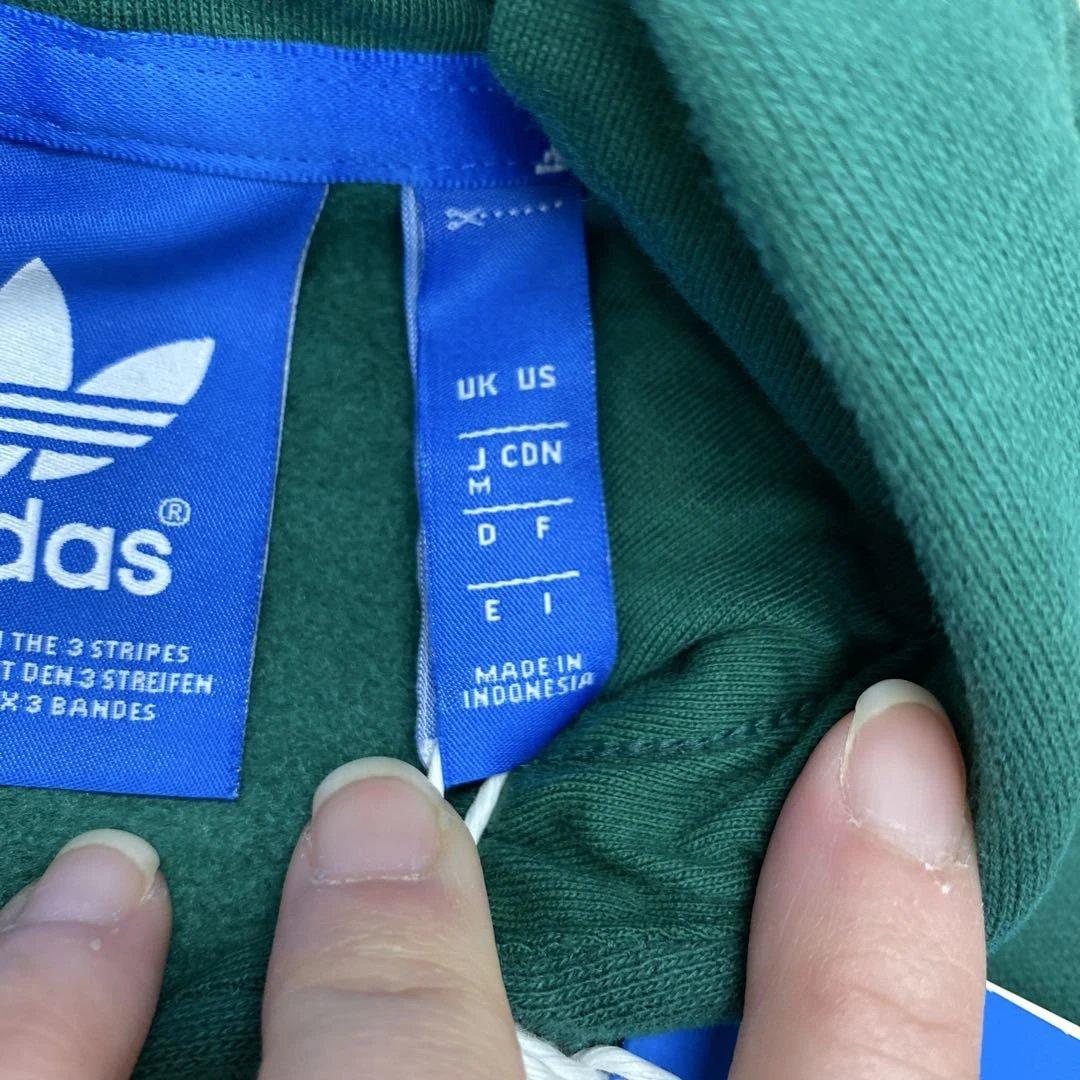 das®
THE 3 STRIPES
T DEN 3 STREIFEN
X 3 BANDES
UK US
J CDN
M
D F
E I
MADE IN
INDONESIA